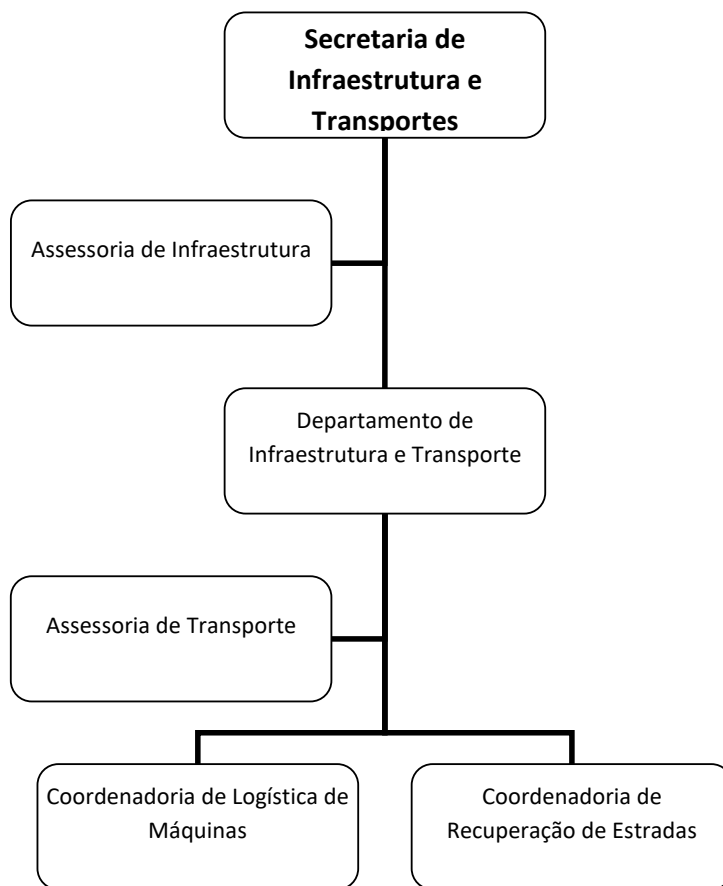 Secretaria de
Infraestrutura e
Transportes
Assessoria de Infraestrutura
Departamento de
Infraestrutura e Transporte
Assessoria de Transporte
Coordenadoria de Logística de
Máquinas
Coordenadoria de
Recuperação de Estradas